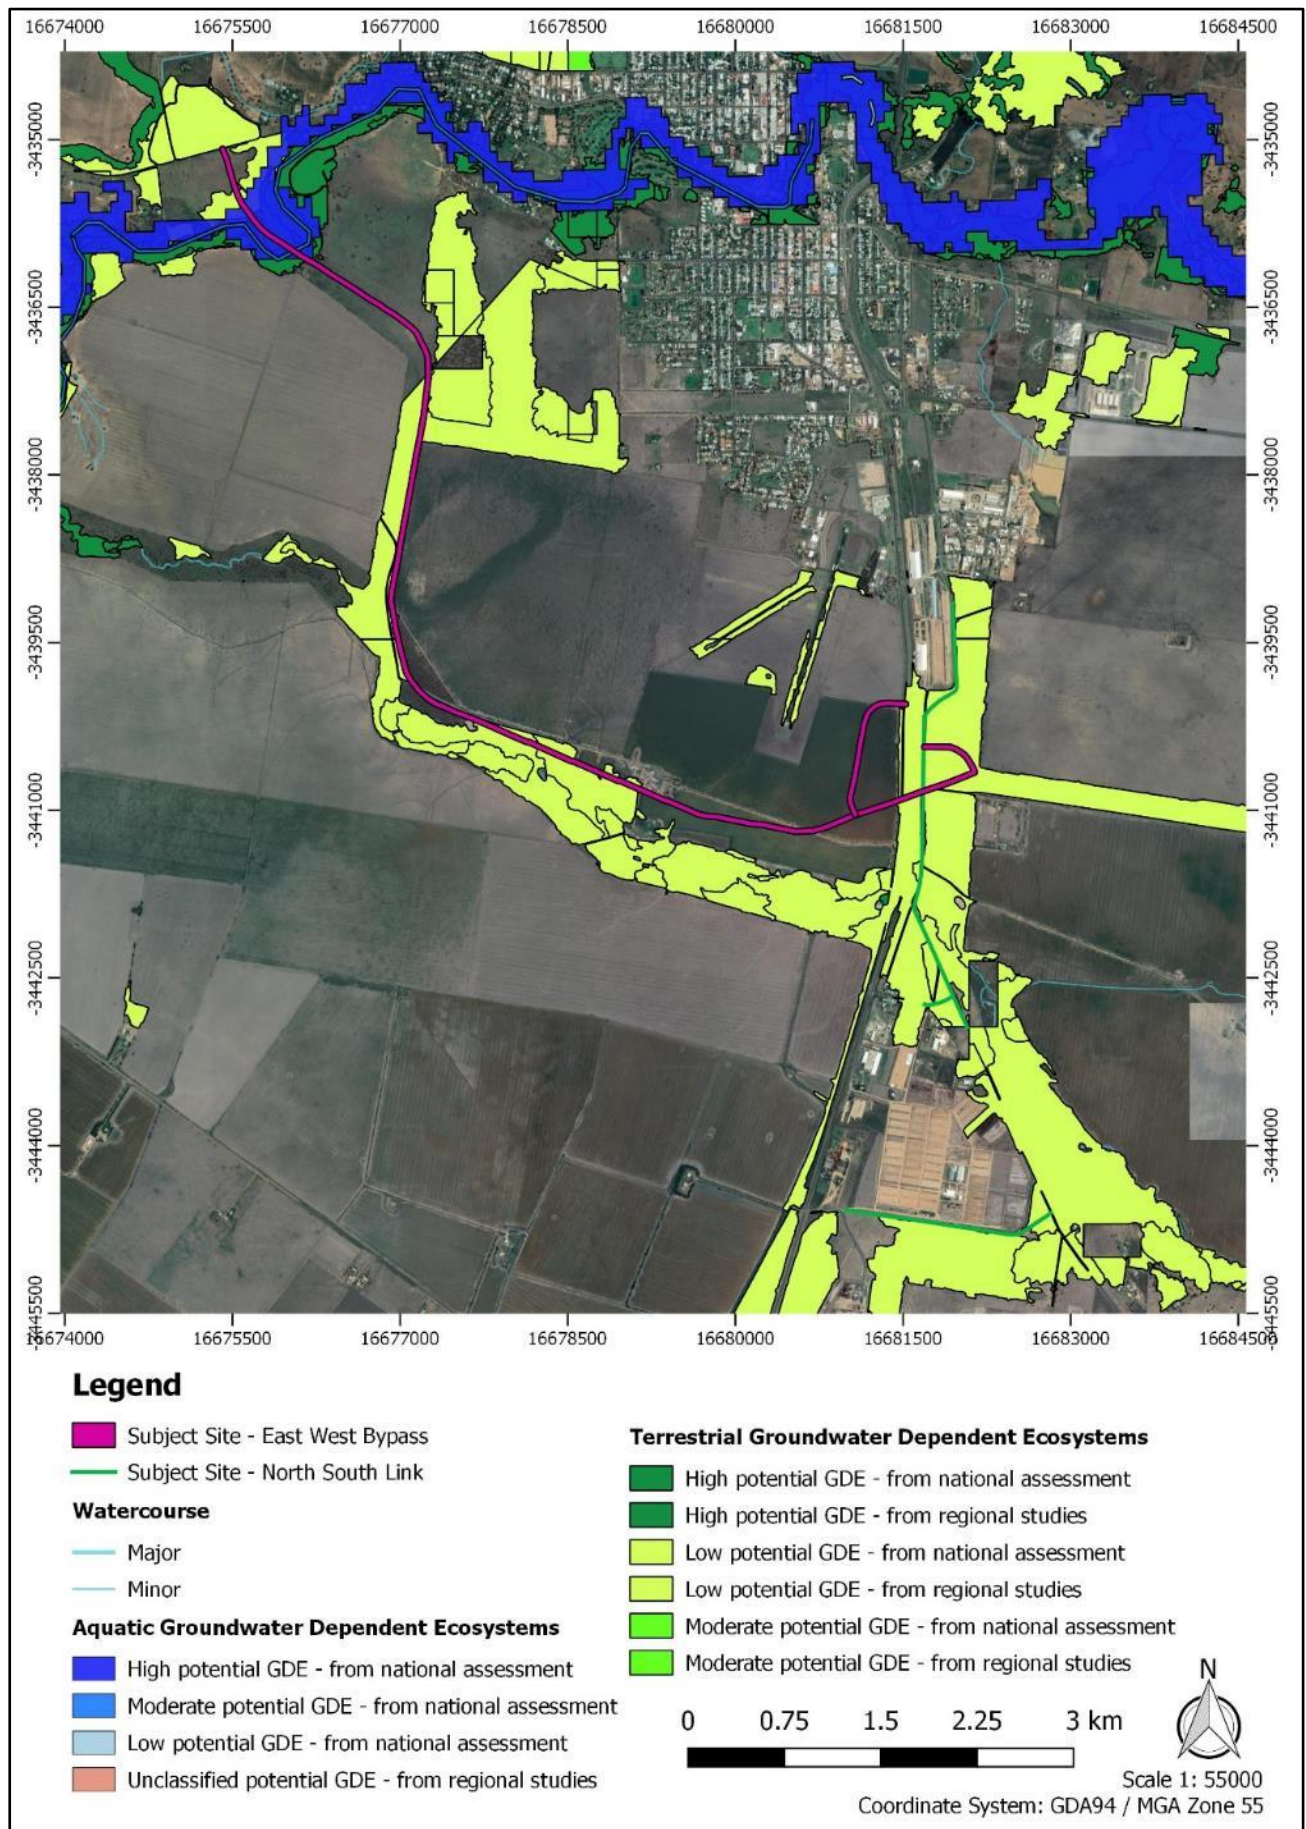 16674000 16675500 16677000 16678500 16680000 16681500 16683000 16684500
-3435000 -3435000
-3436500 -3436500
-3438000 -3438000
-3439500 -3439500
-3441000 -3441000
-3442500 -3442500
-3444000 -3444000
-3445500 -3445500
16674000 16675500 16677000 16678500 16680000 16681500 16683000 16684500
Legend
Subject Site - East West Bypass
Subject Site - North South Link
Watercourse
Major
Minor
Aquatic Groundwater Dependent Ecosystems
High potential GDE - from national assessment
Moderate potential GDE - from national assessment
Low potential GDE - from national assessment
Unclassified potential GDE - from regional studies
Terrestrial Groundwater Dependent Ecosystems
High potential GDE - from national assessment
High potential GDE - from regional studies
Low potential GDE - from national assessment
Low potential GDE - from regional studies
Moderate potential GDE - from national assessment
Moderate potential GDE - from regional studies
0 0.75 1.5 2.25 3 km
N
Scale 1: 55000
Coordinate System: GDA94 / MGA Zone 55